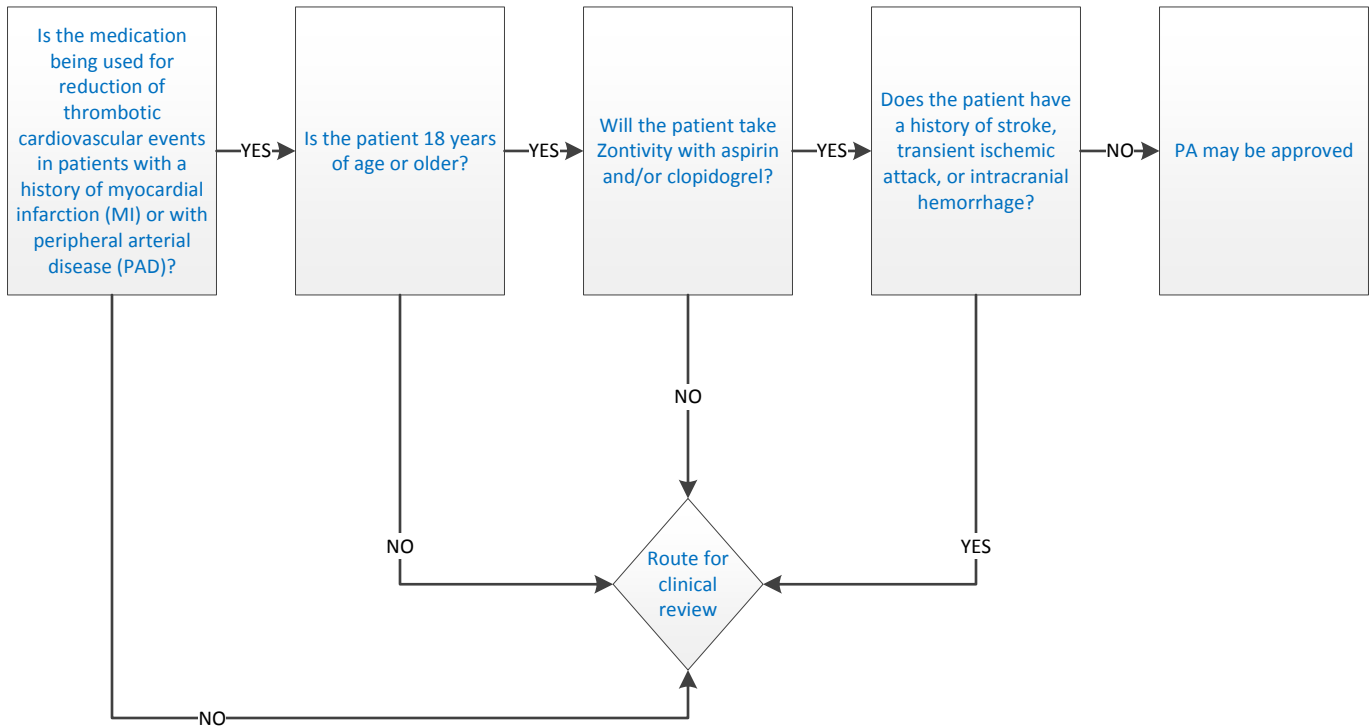 Is the medication
being used for
reduction of
thrombotic
cardiovascular events
in patients with a
history of myocardial
infarction (MI) or with
peripheral arterial
disease (PAD)?
YES
Is the patient 18 years
of age or older?
YES
Will the patient take
Zontivity with aspirin
and/or clopidogrel?
YES
Does the patient have
a history of stroke,
transient ischemic
attack, or intracranial
hemorrhage?
NO
PA may be approved
NO
NO
YES
Route for
clinical
review
NO